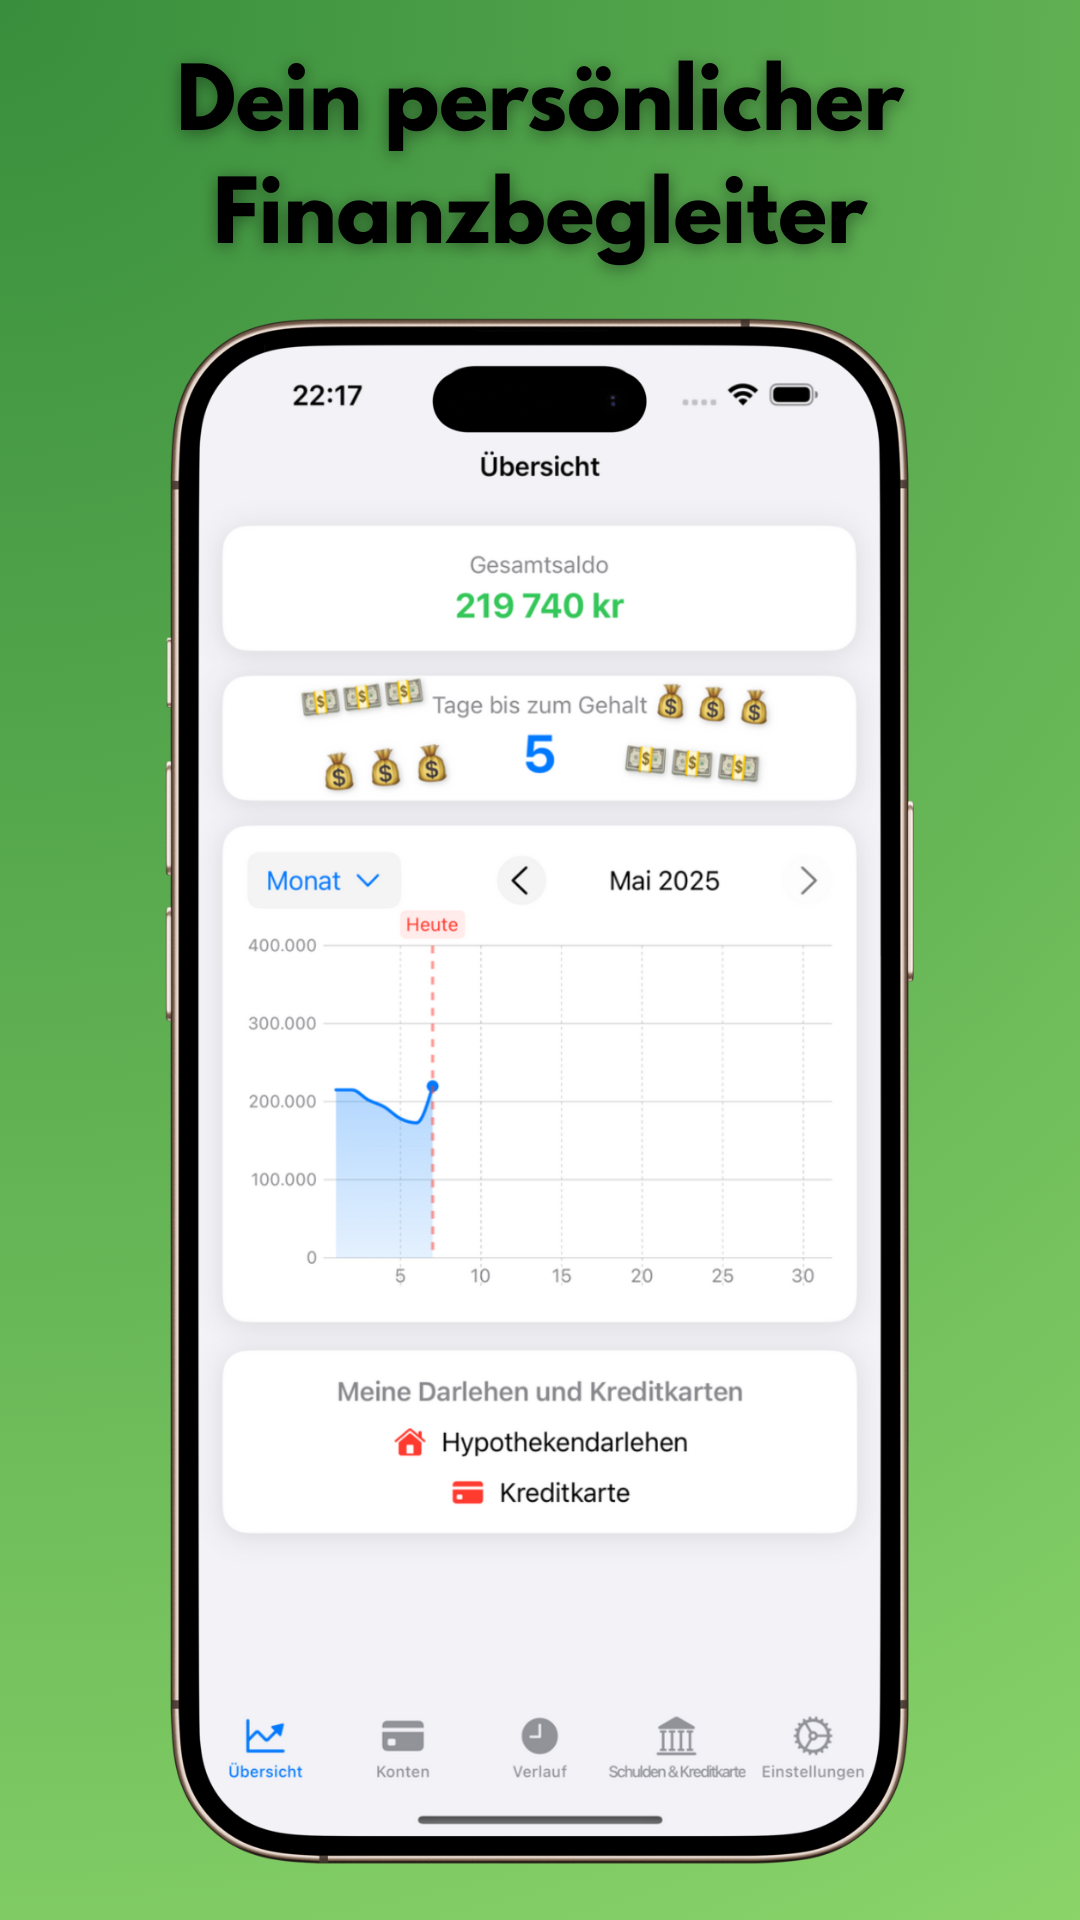 Dein persönlicher
Finanzbegleiter
22:17
Übersicht
Gesamtsaldo
219 740 kr
Tage bis zum Gehalt
5
Monat
Mai 2025
Heute
400.000
300.000
200.000
100.000
0
5 10 15 20 25 30
Meine Darlehen und Kreditkarten
Hypothekendarlehen
Kreditkarte
Übersicht Konten Verlauf Schulden & Kreditkarte Einstellungen